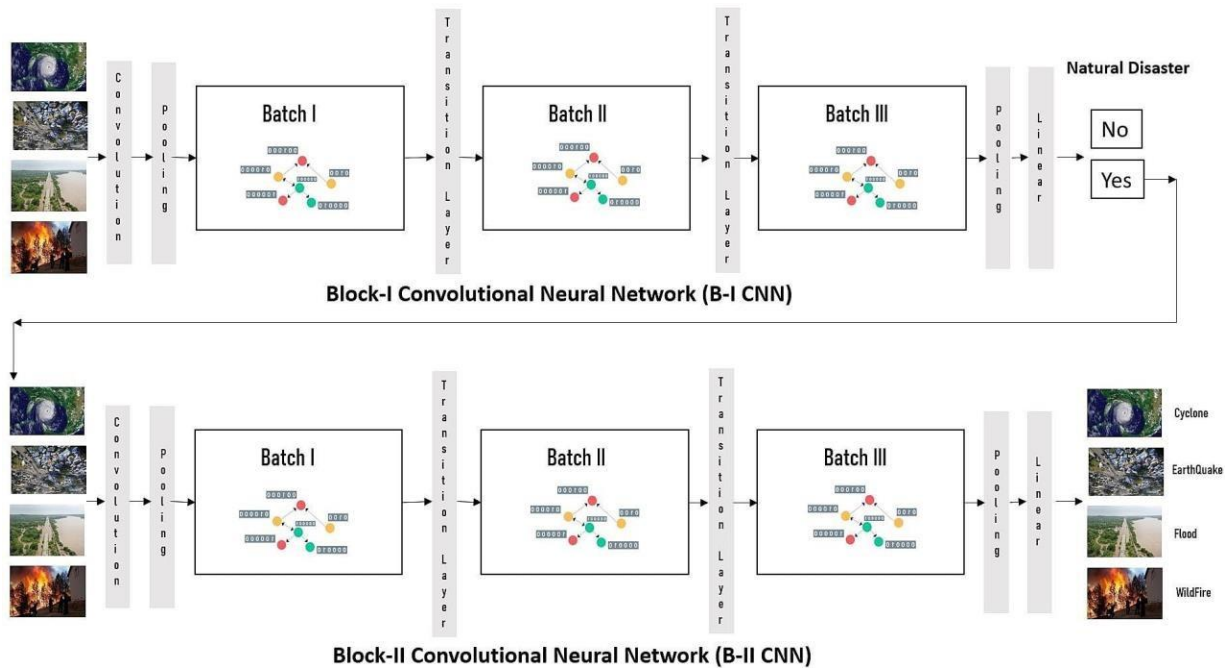 Convolution
Pooling
Batch I
Transition Layer
Batch II
Transition Layer
Batch III
Pooling
Linear
Natural Disaster
No
Yes
Block-I Convolutional Neural Network (B-I CNN)
Convolution
Pooling
Batch I
Transition Layer
Batch II
Transition Layer
Batch III
Pooling
Linear
Cyclone
EarthQuake
Flood
WildFire
Block-II Convolutional Neural Network (B-II CNN)